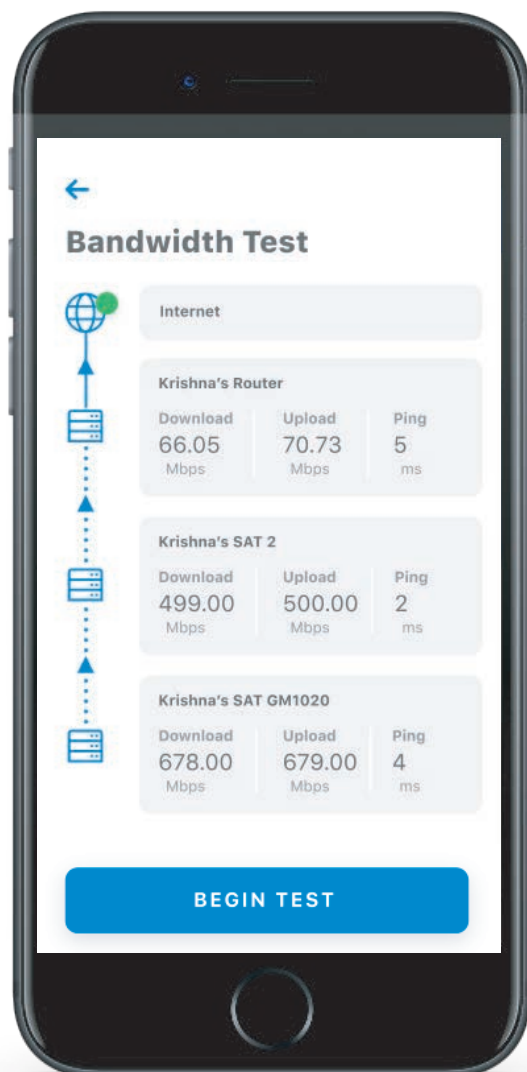 Bandwidth Test
Internet
Krishna's Router
Download Upload Ping
66.05 70.73 5
Mbps Mbps ms
Krishna's SAT 2
Download Upload Ping
499.00 500.00 2
Mbps Mbps ms
Krishna's SAT GM1020
Download Upload Ping
678.00 679.00 4
Mbps Mbps ms
BEGIN TEST